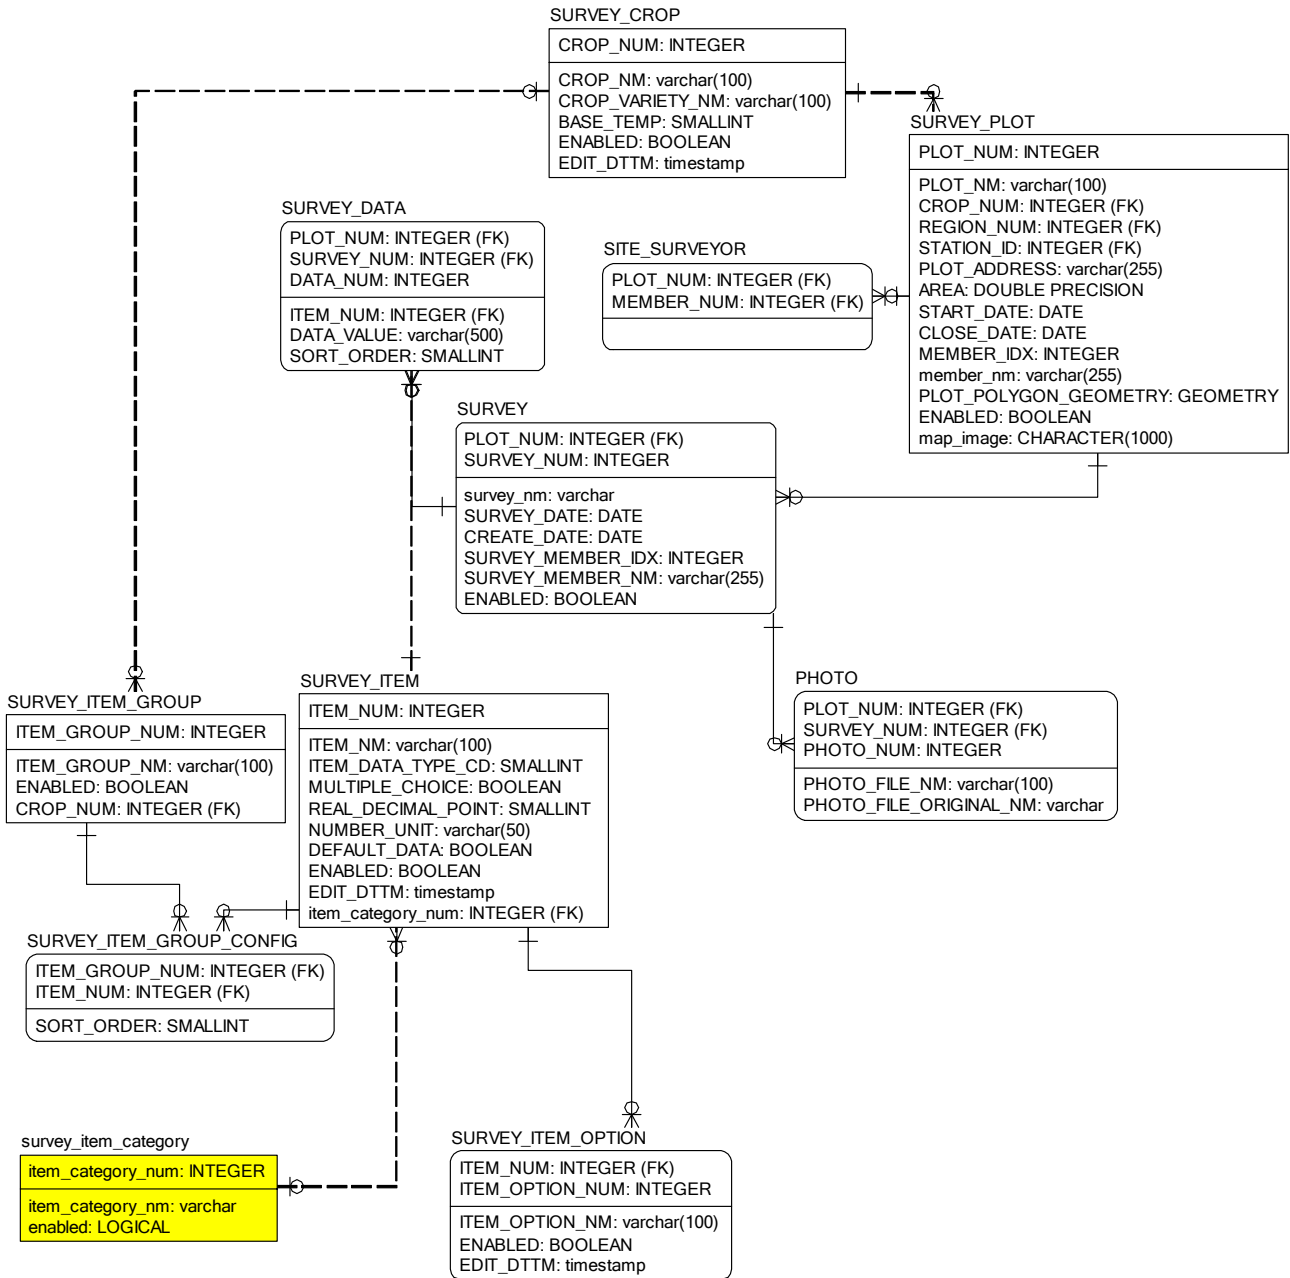 SURVEY_CROP
CROP_NUM: INTEGER
CROP_NM: varchar(100)
CROP_VARIETY_NM: varchar(100)
BASE_TEMP: SMALLINT
ENABLED: BOOLEAN
EDIT_DTTM: timestamp
SURVEY_PLOT
PLOT_NUM: INTEGER
PLOT_NM: varchar(100)
CROP_NUM: INTEGER (FK)
REGION_NUM: INTEGER (FK)
STATION_ID: INTEGER (FK)
PLOT_ADDRESS: varchar(255)
AREA: DOUBLE PRECISION
START_DATE: DATE
CLOSE_DATE: DATE
MEMBER_IDX: INTEGER
member_nm: varchar(255)
PLOT_POLYGON_GEOMETRY: GEOMETRY
ENABLED: BOOLEAN
map_image: CHARACTER(1000)
SURVEY_DATA
PLOT_NUM: INTEGER (FK)
SURVEY_NUM: INTEGER (FK)
DATA_NUM: INTEGER
ITEM_NUM: INTEGER (FK)
DATA_VALUE: varchar(500)
SORT_ORDER: SMALLINT
SITE_SURVEYOR
PLOT_NUM: INTEGER (FK)
MEMBER_NUM: INTEGER (FK)
SURVEY
PLOT_NUM: INTEGER (FK)
SURVEY_NUM: INTEGER
survey_nm: varchar
SURVEY_DATE: DATE
CREATE_DATE: DATE
SURVEY_MEMBER_IDX: INTEGER
SURVEY_MEMBER_NM: varchar(255)
ENABLED: BOOLEAN
SURVEY_ITEM_GROUP
ITEM_GROUP_NUM: INTEGER
ITEM_GROUP_NM: varchar(100)
ENABLED: BOOLEAN
CROP_NUM: INTEGER (FK)
SURVEY_ITEM
ITEM_NUM: INTEGER
ITEM_NM: varchar(100)
ITEM_DATA_TYPE_CD: SMALLINT
MULTIPLE_CHOICE: BOOLEAN
REAL_DECIMAL_POINT: SMALLINT
NUMBER_UNIT: varchar(50)
DEFAULT_DATA: BOOLEAN
ENABLED: BOOLEAN
EDIT_DTTM: timestamp
item_category_num: INTEGER (FK)
PHOTO
PLOT_NUM: INTEGER (FK)
SURVEY_NUM: INTEGER (FK)
PHOTO_NUM: INTEGER
PHOTO_FILE_NM: varchar(100)
PHOTO_FILE_ORIGINAL_NM: varchar
SURVEY_ITEM_GROUP_CONFIG
ITEM_GROUP_NUM: INTEGER (FK)
ITEM_NUM: INTEGER (FK)
SORT_ORDER: SMALLINT
survey_item_category
item_category_num: INTEGER
item_category_nm: varchar
enabled: LOGICAL
SURVEY_ITEM_OPTION
ITEM_NUM: INTEGER (FK)
ITEM_OPTION_NUM: INTEGER
ITEM_OPTION_NM: varchar(100)
ENABLED: BOOLEAN
EDIT_DTTM: timestamp